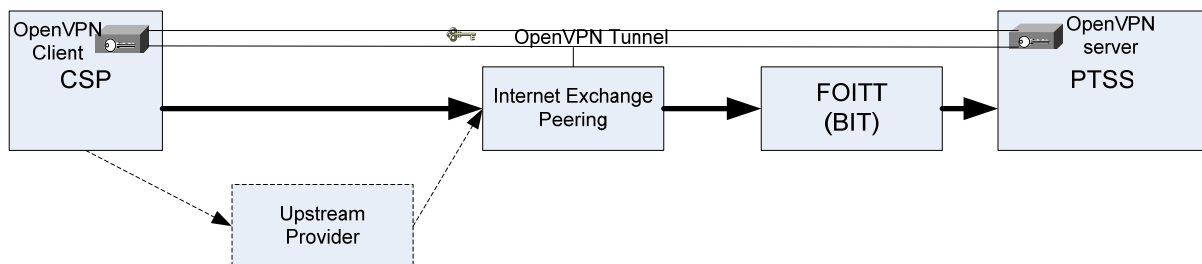 OpenVPN
Client
CSP
OpenVPN Tunnel
OpenVPN
server
PTSS
Internet Exchange
Peering
FOITT
(BIT)
Upstream
Provider